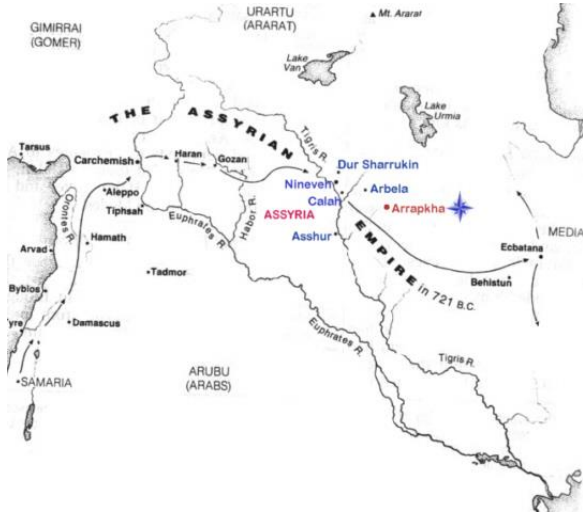 GIMIRRAI
(GOMER)
URARTU
(ARARAT)
Mt. Ararat
Lake
Van
Lake
Urmia
THE ASSYRIAN
EMPIRE in 721 B.C.
Tarsus
Carchemish
Haran
Gozan
Tigris R.
Dur Sharrukin
Nineveh
Arbela
Calah
Arrapkha
Aleppo
Orontes R.
Tiphsah
Euphrates R.
Habor R.
ASSYRIA
Asshur
Hamath
Arvad
Tadmor
MEDIA
Ecbatana
Behistun
Byblos
Tyre
Damascus
Euphrates R.
Tigris R.
SAMARIA
ARUBU
(ARABS)